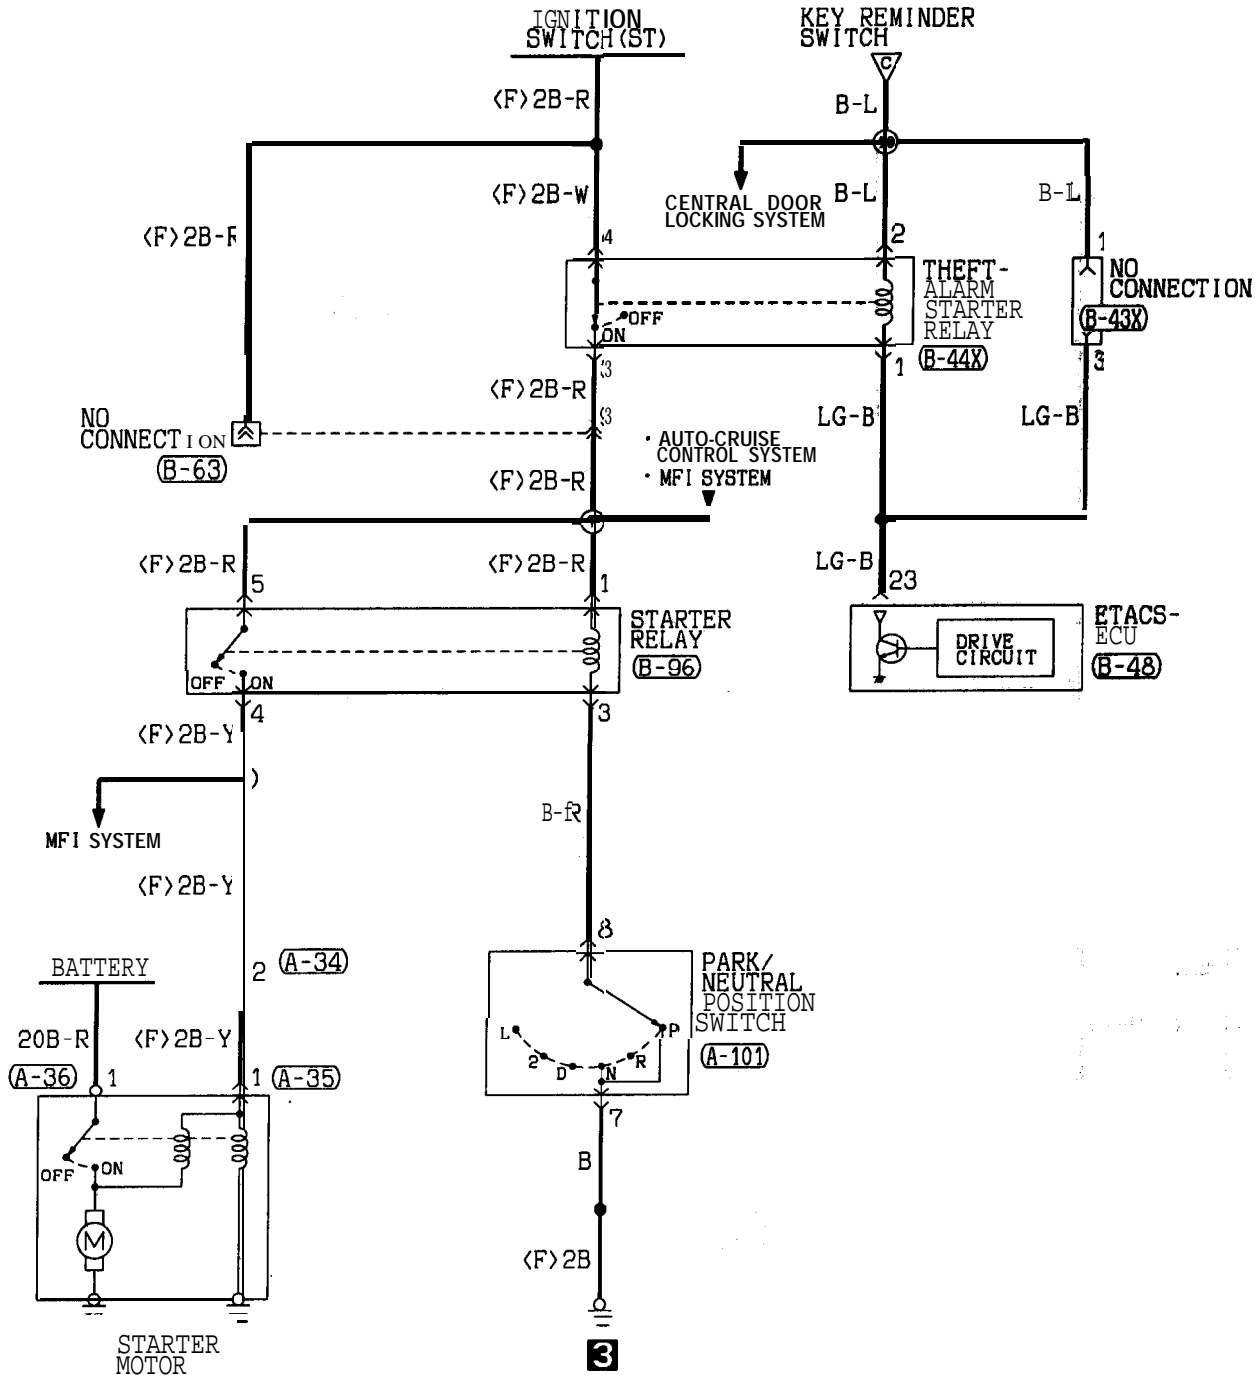 IGNITION
SWITCH(ST)
KEY REMINDER
SWITCH
C
<F>2B-R
B-L
<F>2B-W
CENTRAL DOOR
LOCKING SYSTEM
B-L
B-L
<F>2B-R
4
2
1
THEFT-
ALARM
STARTER
RELAY
B-44X
NO
CONNECTION
B-43X
OFF
ON
3
1
3
<F>2B-R
LG-B
LG-B
NO
CONNECTION
B-63
3
• AUTO-CRUISE
CONTROL SYSTEM
• MFI SYSTEM
<F>2B-R
<F>2B-R
<F>2B-R
LG-B
5
1
23
STARTER
RELAY
B-96
ETACS-
ECU
B-48
DRIVE
CIRCUIT
OFF
ON
4
3
<F>2B-Y
MFI SYSTEM
B-R
<F>2B-Y
8
BATTERY
2
A-34
PARK/
NEUTRAL
POSITION
SWITCH
A-101
20B-R
<F>2B-Y
L
2
D
N
R
P
A-36
1
1
A-35
7
OFF
ON
B
M
<F>2B
STARTER
MOTOR
3